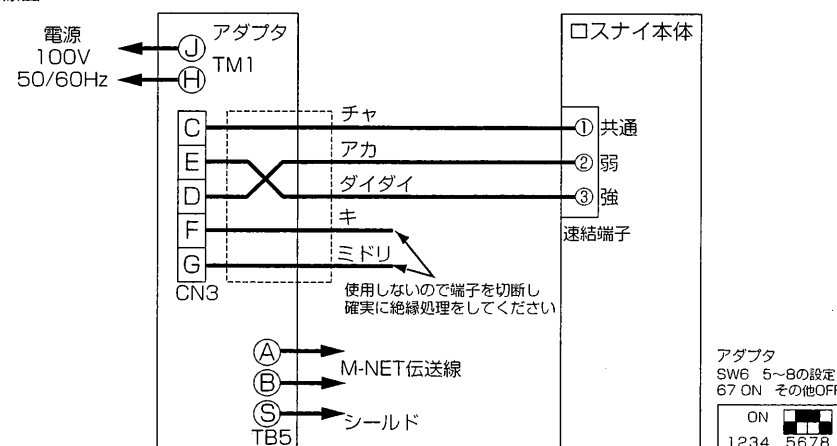 電源
100V
50/60Hz
アダプタ
TM1
J
H
ロスナイ本体
C
E
D
F
G
CN3
チャ
アカ
ダイダイ
キ
ミドリ
① 共通
② 弱
③ 強
速結端子
使用しないので端子を切断し
確実に絶縁処理をしてください
A
B
S
TB5
M-NET伝送線
シールド
アダプタ
SW6 5~8の設定
67 ON その他OFF
ON
1234 5678